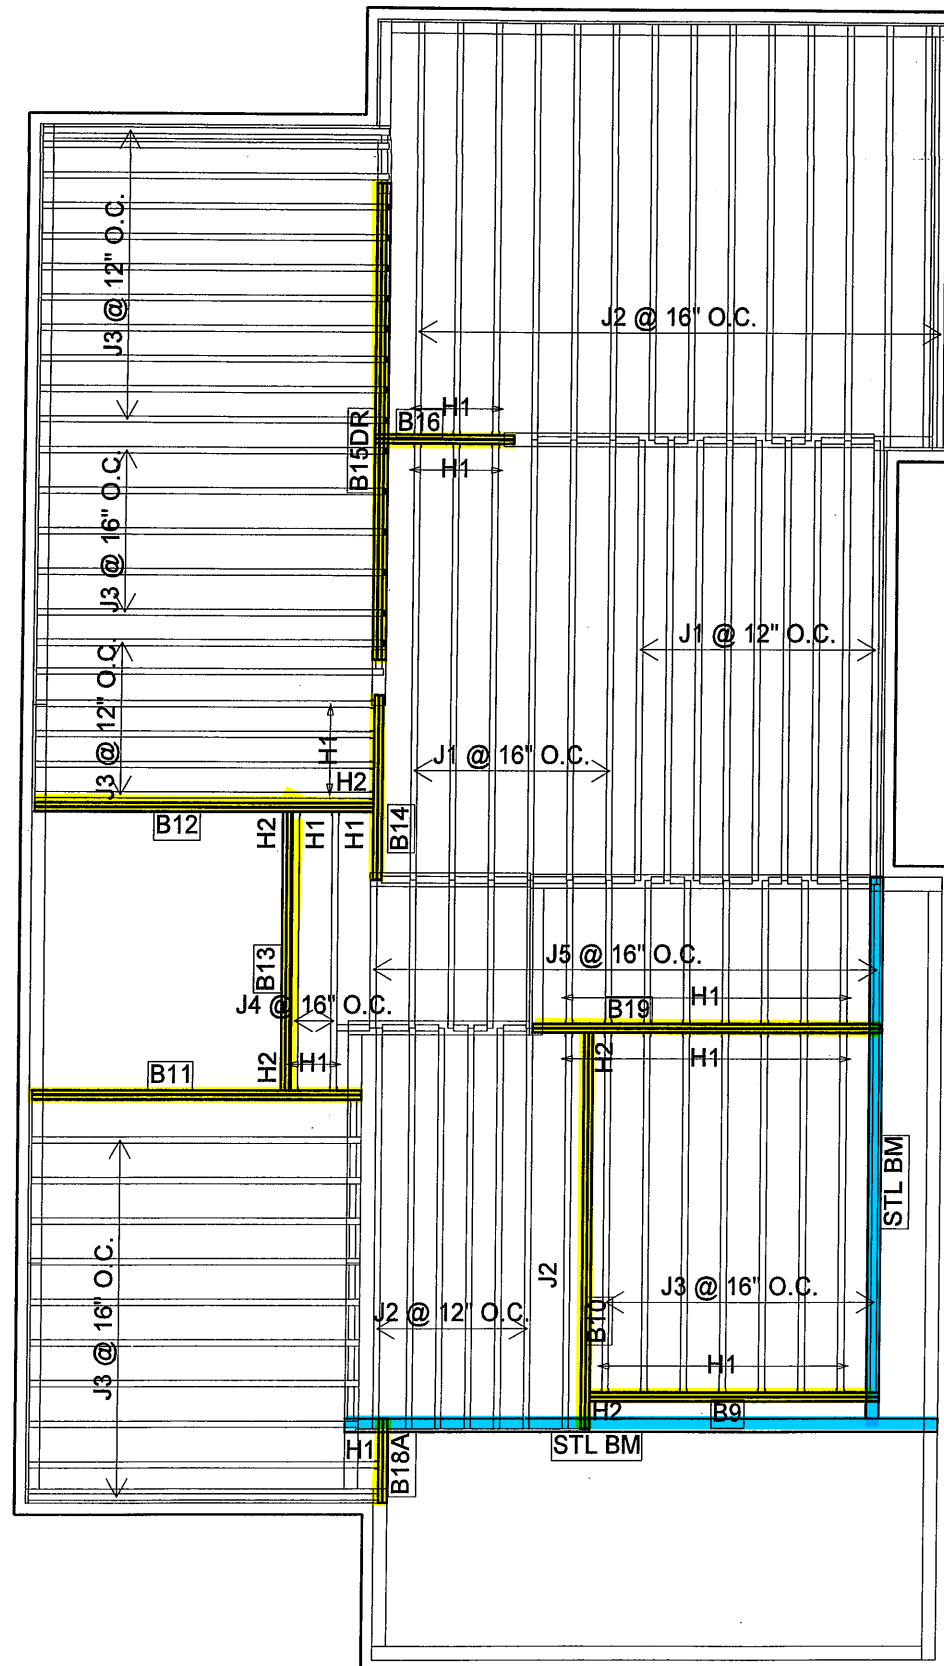 J3 @ 12" O.C.
J2 @ 16" O.C.
H1
B16
B15DR
H1
J3 @ 16" O.C.
J1 @ 12" O.C.
J3 @ 12" O.C.
H1
J1 @ 16" O.C.
H2
B12
H2
H1
H1
B14
B13
J5 @ 16" O.C.
J4 @ 16" O.C.
H1
B19
B11
H2
H1
H2
H1
STL BM
J3 @ 16" O.C.
J2
J3 @ 16" O.C.
J2 @ 12" O.C.
B10
H1
H2
B9
H1
B18A
STL BM